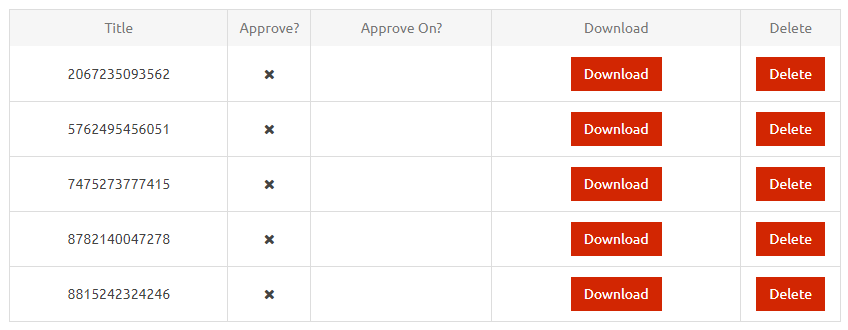 Title Approve? Approve On? Download Delete
2067235093562 ✖ Download Delete
5762495456051 ✖ Download Delete
7475273777415 ✖ Download Delete
8782140047278 ✖ Download Delete
8815242324246 ✖ Download Delete